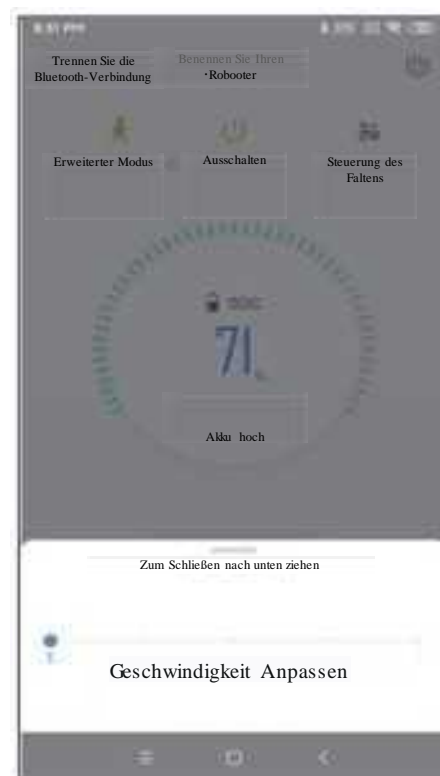 Trennen Sie die
Bluetooth-Verbindung
Benennen Sie Ihren
·Robooter
Erweiterter Modus
Ausschalten
Steuerung des
Faltens
SOC
71
Akku hoch
Zum Schließen nach unten ziehen
Geschwindigkeit Anpassen